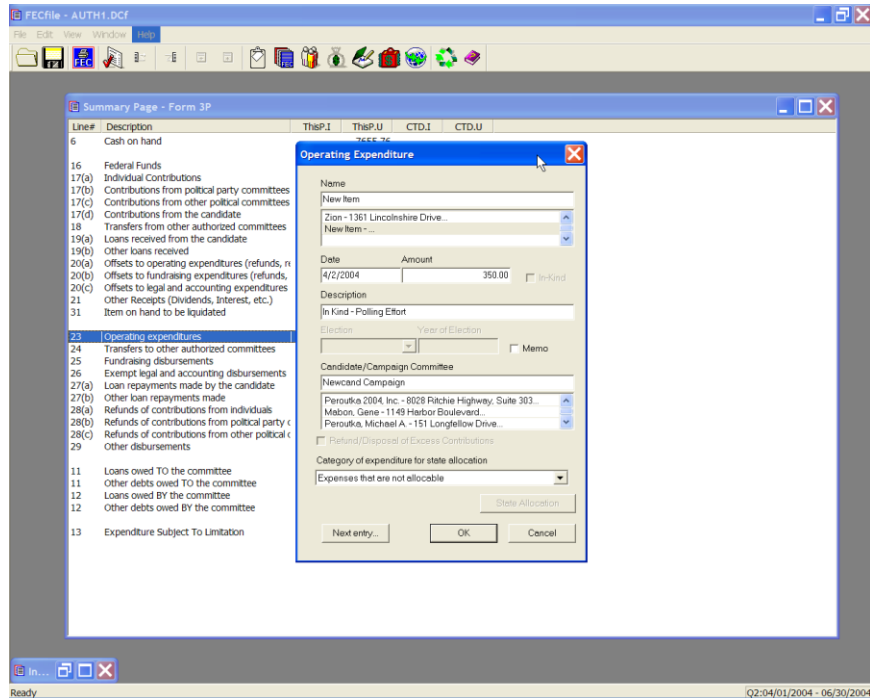 FECfile - AUTH1.DCf
File Edit View Window Help
FEC
Summary Page - Form 3P
Line# Description ThisP.I ThisP.U CTD.I CTD.U
6 Cash on hand 7655.76
16 Federal Funds
17(a) Individual Contributions
17(b) Contributions from political party committees
17(c) Contributions from other political committees
17(d) Contributions from the candidate
18 Transfers from other authorized committees
19(a) Loans received from the candidate
19(b) Other loans received
20(a) Offsets to operating expenditures (refunds, re
20(b) Offsets to fundraising expenditures (refunds,
20(c) Offsets to legal and accounting expenditures
21 Other Receipts (Dividends, Interest, etc.)
31 Item on hand to be liquidated
23 Operating expenditures
24 Transfers to other authorized committees
25 Fundraising disbursements
26 Exempt legal and accounting disbursements
27(a) Loan repayments made by the candidate
27(b) Other loan repayments made
28(a) Refunds of contributions from individuals
28(b) Refunds of contributions from political party c
28(c) Refunds of contributions from other political c
29 Other disbursements
11 Loans owed TO the committee
11 Other debts owed TO the committee
12 Loans owed BY the committee
12 Other debts owed BY the committee
13 Expenditure Subject To Limitation
Operating Expenditure
Name
New Item
Zion - 1361 Lincolnshire Drive...
New Item - ...
Date Amount
4/2/2004 350.00 In-Kind
Description
In Kind - Polling Effort
Election Year of Election
Memo
Candidate/Campaign Committee
Newcand Campaign
Peroutka 2004, Inc. - 8028 Ritchie Highway, Suite 303...
Mabon, Gene - 1149 Harbor Boulevard...
Peroutka, Michael A. - 151 Longfellow Drive...
Refund/Disposal of Excess Contributions
Category of expenditure for state allocation
Expenses that are not allocable
State Allocation
Next entry... OK Cancel
In...
Ready Q2:04/01/2004 - 06/30/2004